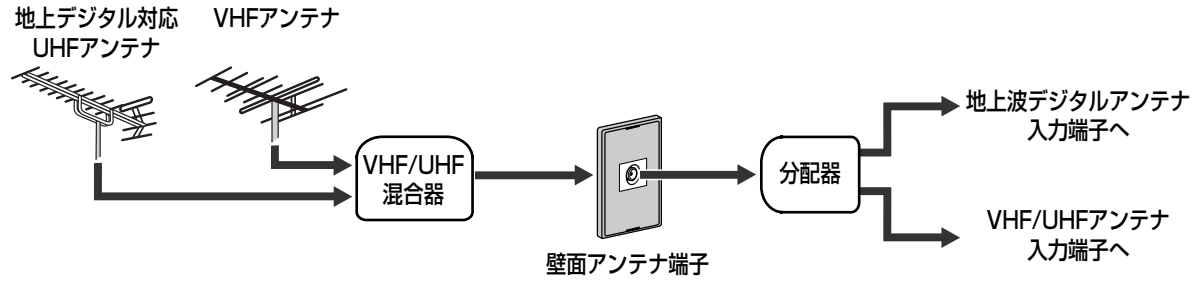 地上デジタル対応
UHFアンテナ
VHFアンテナ
VHF/UHF
混合器
壁面アンテナ端子
分配器
地上波デジタルアンテナ
入力端子へ
VHF/UHFアンテナ
入力端子へ